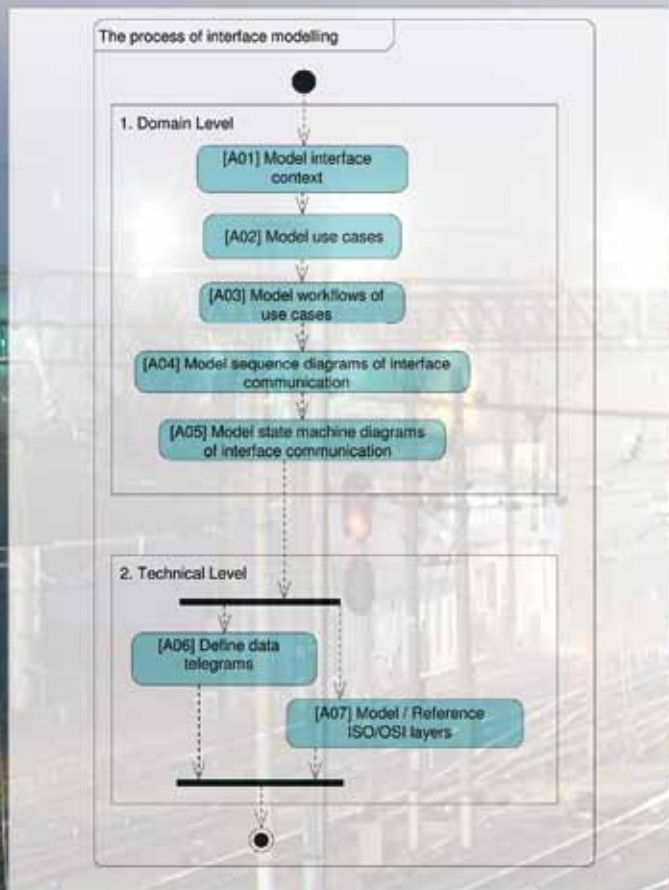 The process of interface modelling
1. Domain Level
[A01] Model interface
context
[A02] Model use cases
[A03] Model workflows of
use cases
[A04] Model sequence diagrams of interface
communication
[A05] Model state machine diagrams
of interface communication
2. Technical Level
[A06] Define data
telegrams
[A07] Model / Reference
ISO/OSI layers